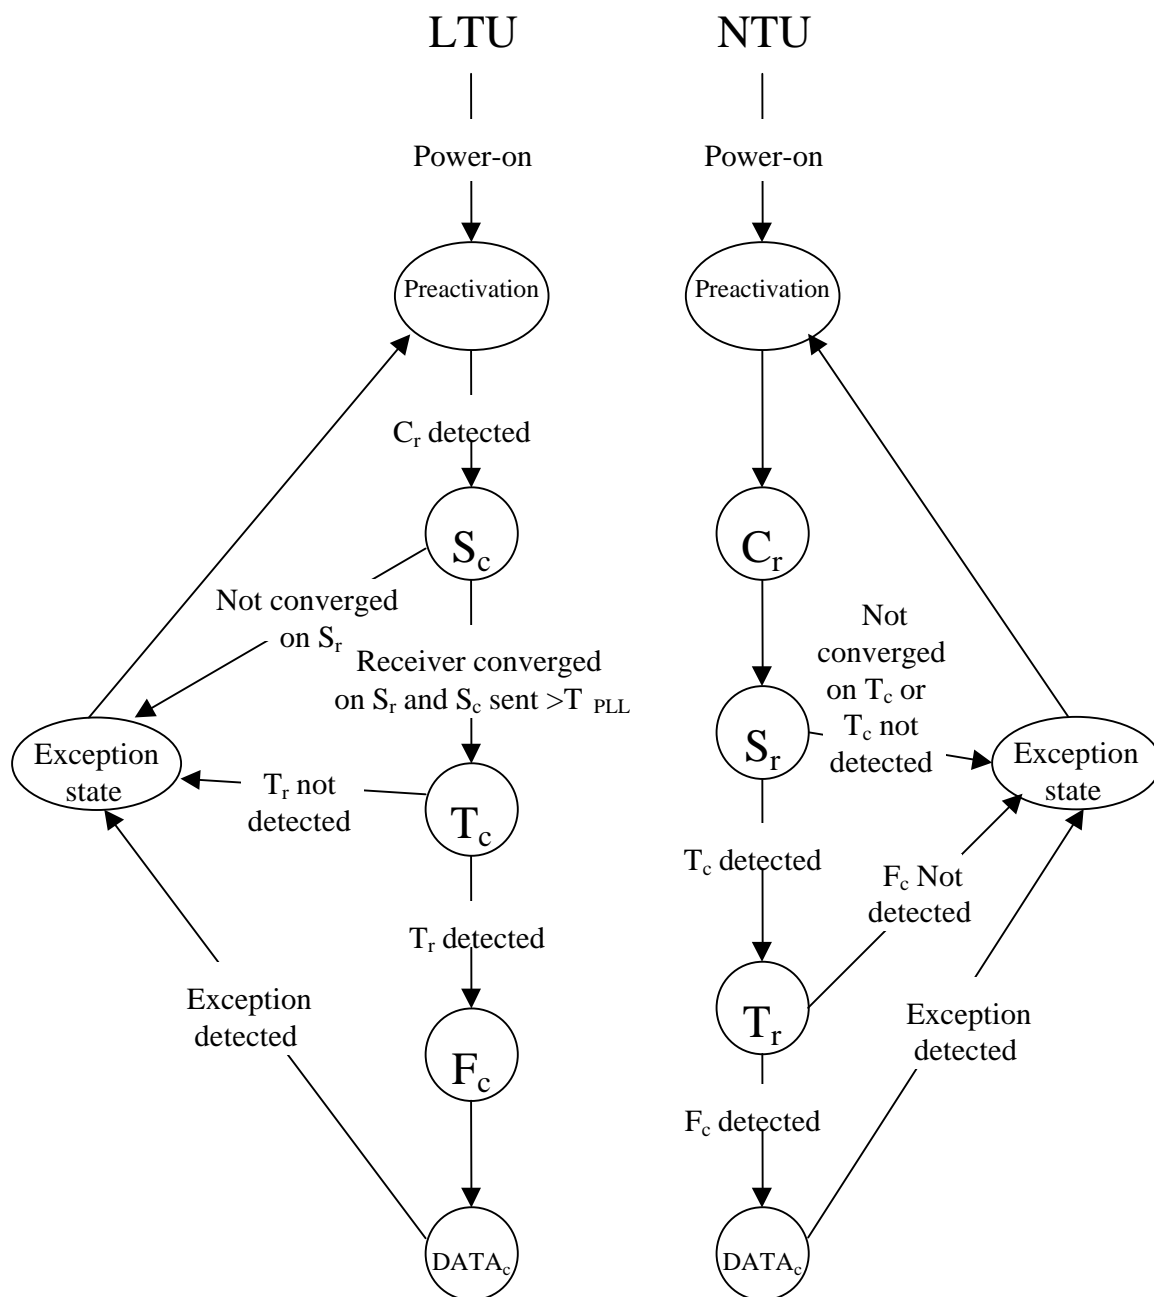 LTU
NTU
Power-on
Power-on
Preactivation
Preactivation
Cr detected
Sc
Cr
Not converged
on Sr
Not
converged
on Tc or
Tc not
detected
Receiver converged
on Sr and Sc sent >T PLL
Sr
Exception
state
Exception
state
Tr not
detected
Tc
Tc detected
Fc Not
detected
Tr detected
Exception
detected
Tr
Exception
detected
Fc
Fc detected
DATAc
DATAc